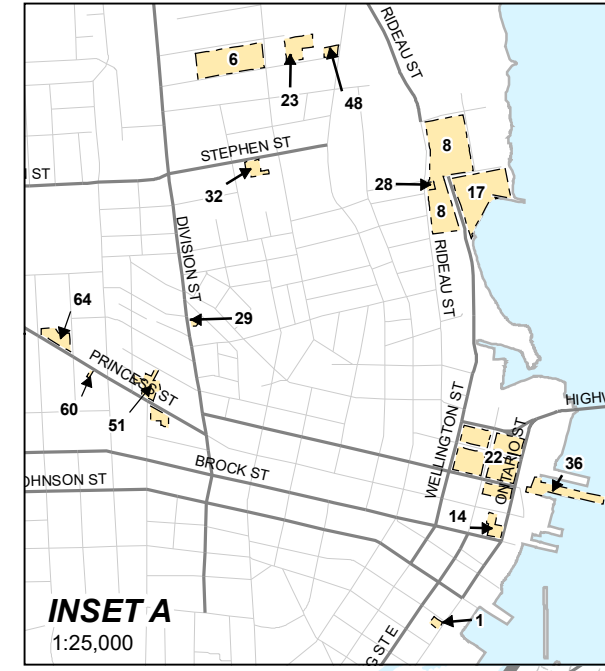 RIDEAU ST
6
23
48
STEPHEN ST
8
I ST
32
28
17
8
DIVISION ST
RIDEAU ST
64
29
PRINCESS ST
60
51
WELLINGTON ST
HIGHW
ONTARIO ST
22
36
BROCK ST
OHNSON ST
14
INSET A
1:25,000
1
G ST E